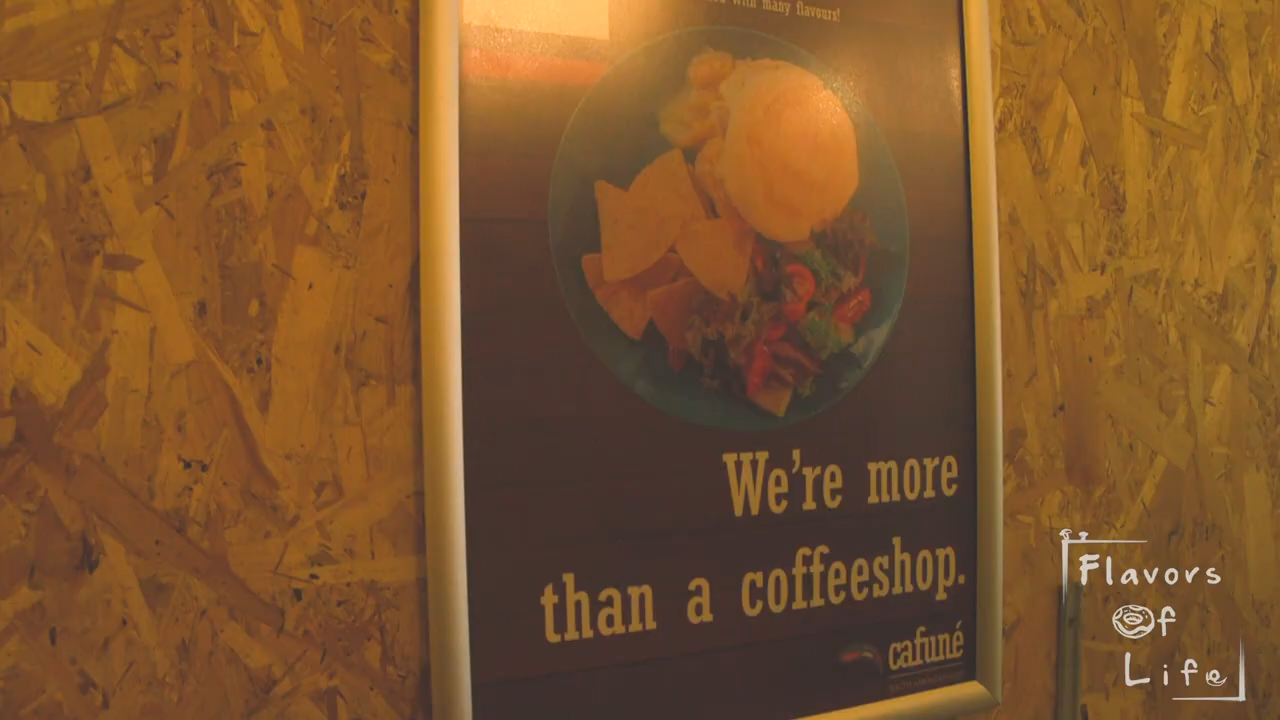 with many flavours!
We're more
than a coffeeshop.
cafuné
Flavors
Of
Life